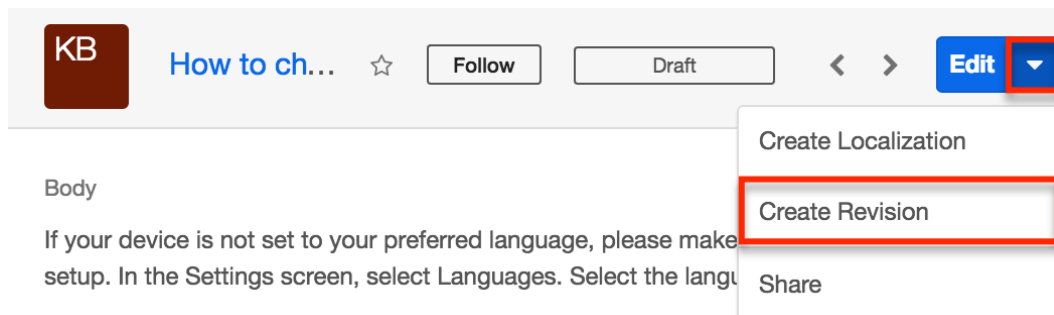 KB
How to ch...
Follow
Draft
Edit
Create Localization
Create Revision
Share
Body
If your device is not set to your preferred language, please make
setup. In the Settings screen, select Languages. Select the